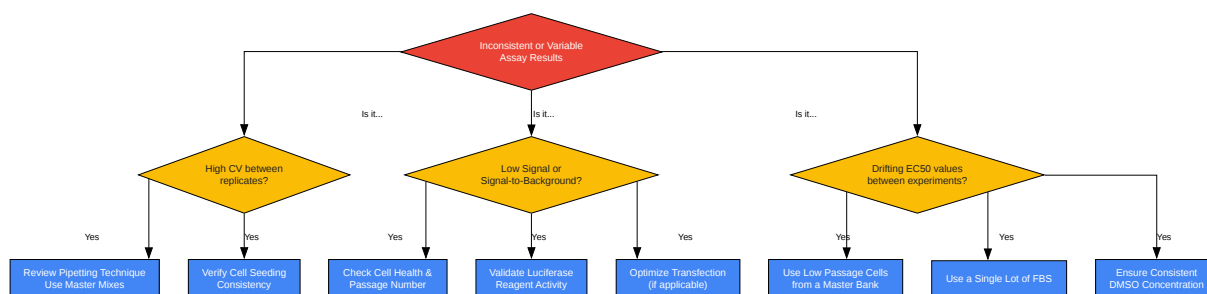 Inconsistent or Variable
Assay Results
Is it...
Is it...
Is it...
High CV between
replicates?
Low Signal or
Signal-to-Background?
Drifting EC50 values
between experiments?
Yes
Yes
Yes
Yes
Yes
Yes
Yes
Yes
Review Pipetting Technique
Use Master Mixes
Verify Cell Seeding
Consistency
Check Cell Health &
Passage Number
Validate Luciferase
Reagent Activity
Optimize Transfection
(if applicable)
Use Low Passage Cells
from a Master Bank
Use a Single Lot of FBS
Ensure Consistent
DMSO Concentration